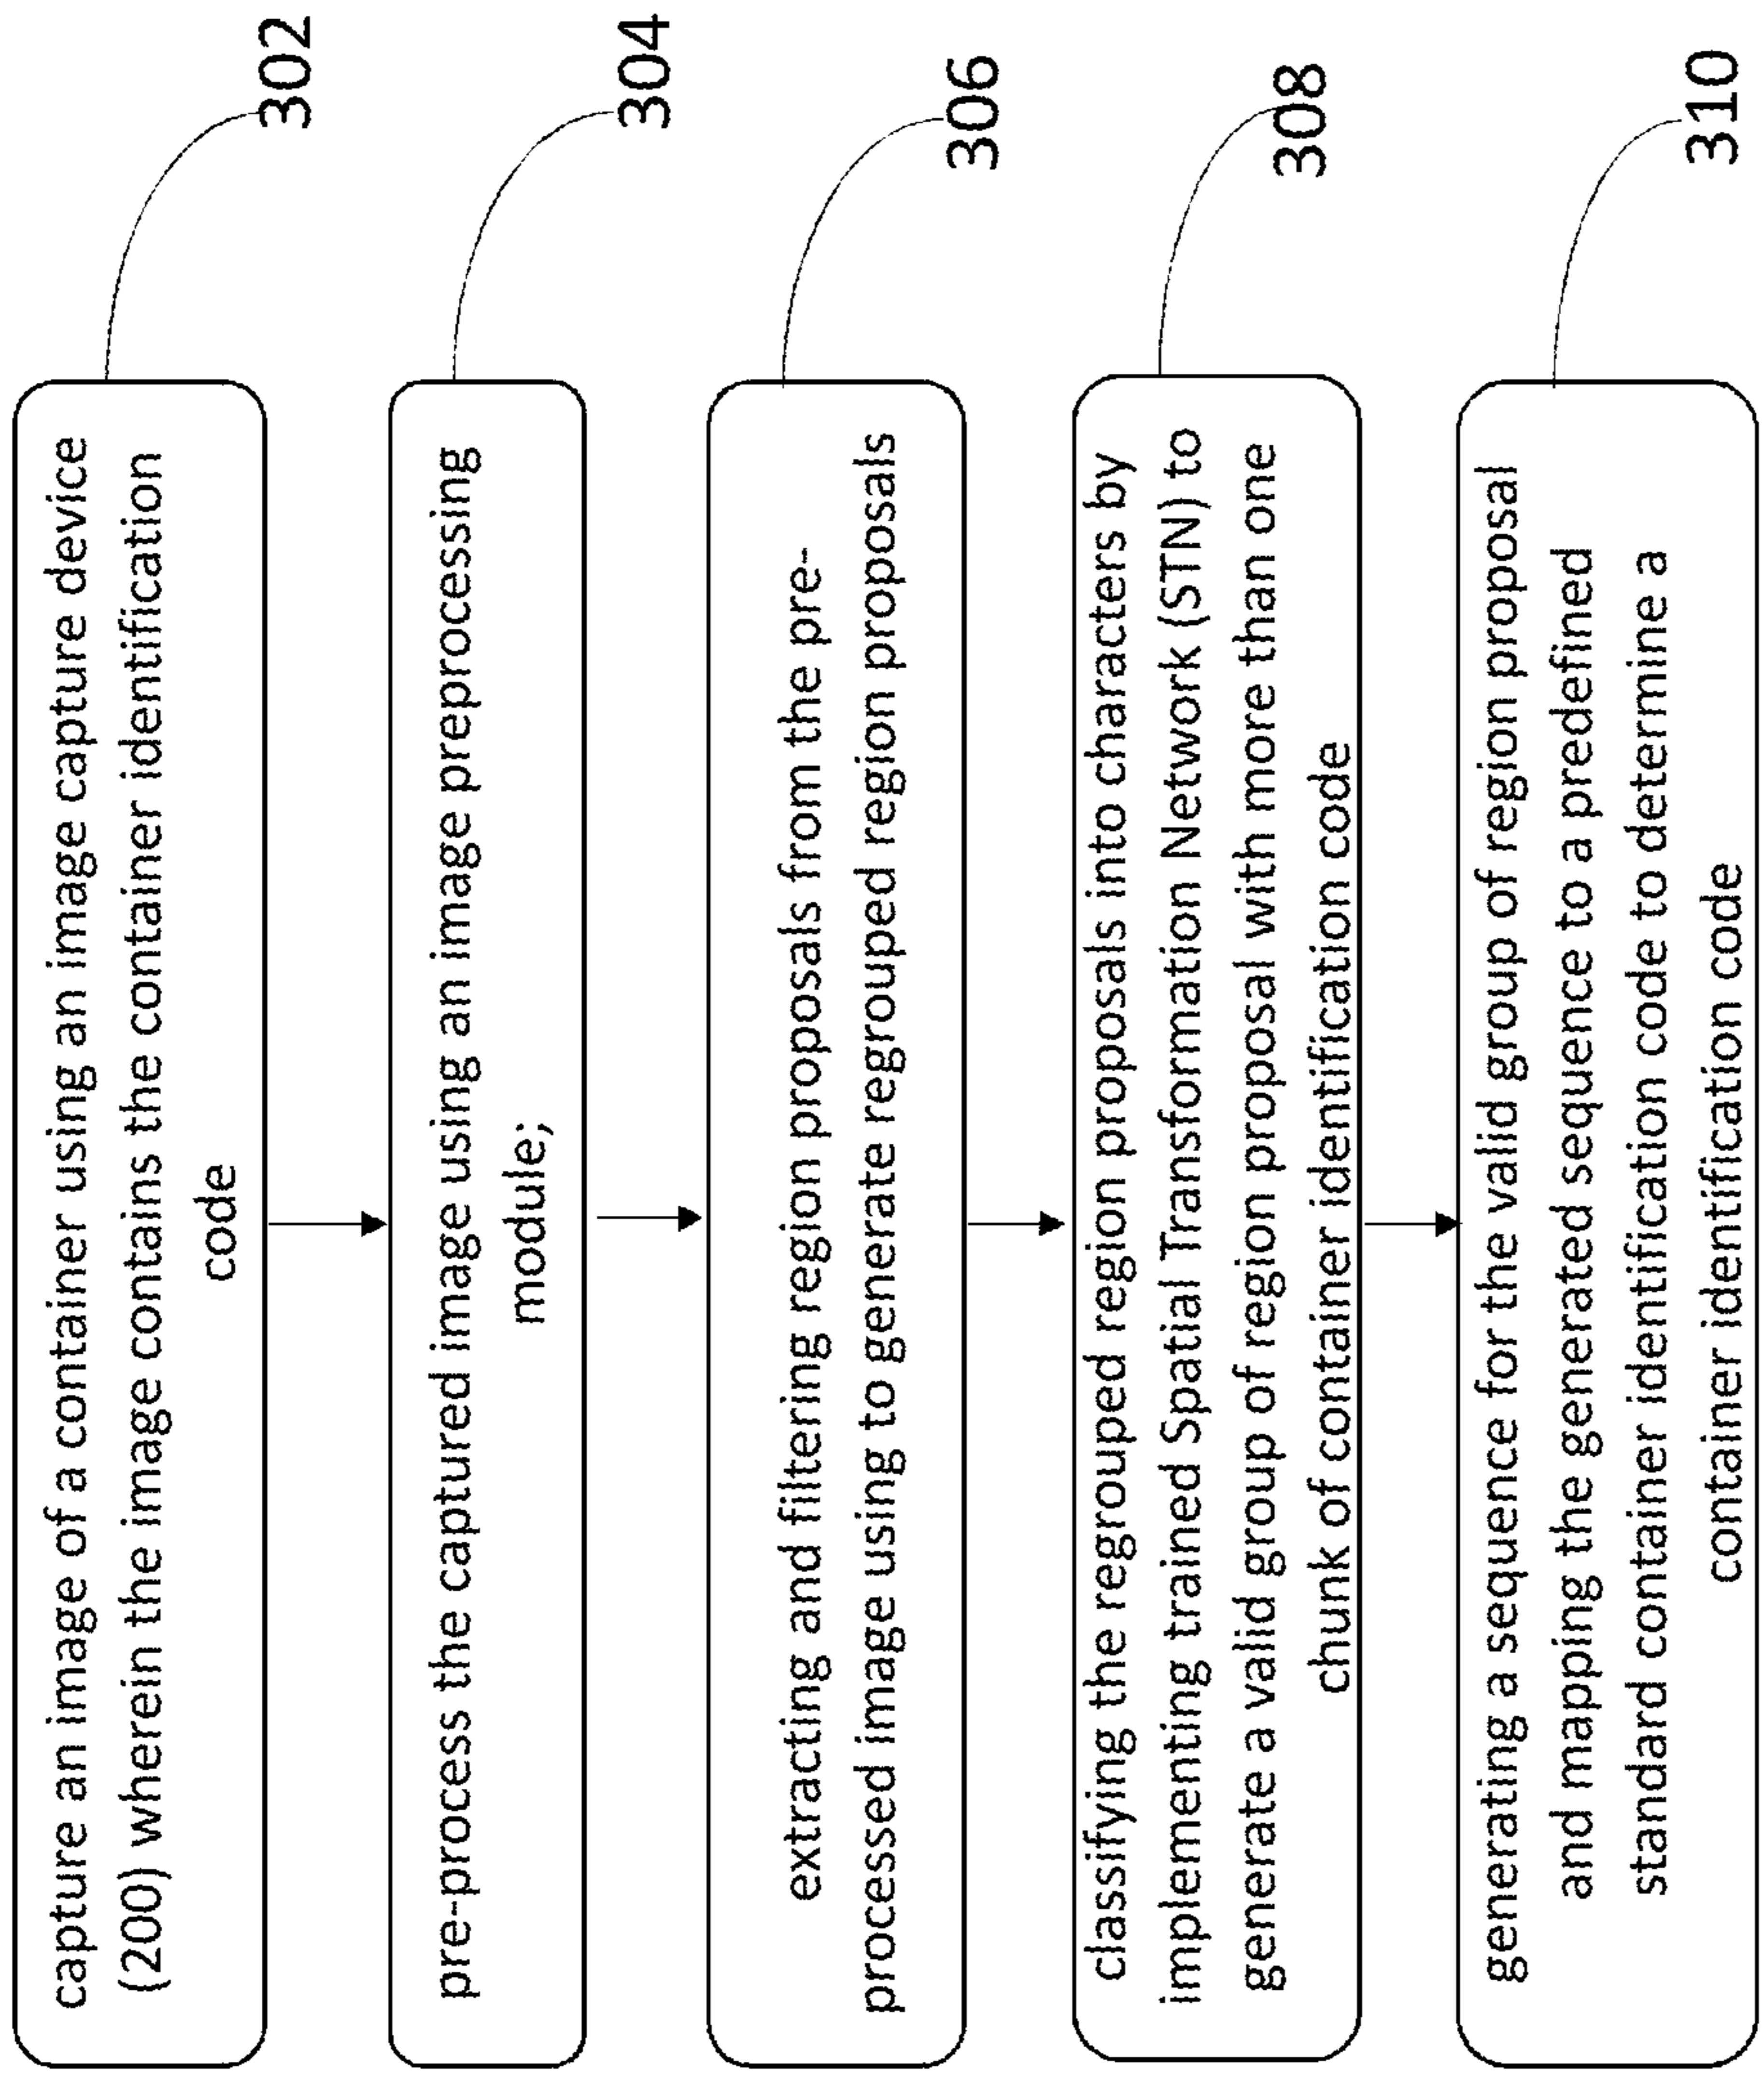 capture an image of a container using an image capture device
(200) wherein the image contains the container identification
code
302
pre-process the captured image using an image preprocessing
module;
304
extracting and filtering region proposals from the pre-
processed image using to generate regrouped region proposals
306
classifying the regrouped region proposals into characters by
implementing trained Spatial Transformation Network (STN) to
generate a valid group of region proposal with more than one
chunk of container identification code
308
generating a sequence for the valid group of region proposal
and mapping the generated sequence to a predefined
standard container identification code to determine a
container identification code
310